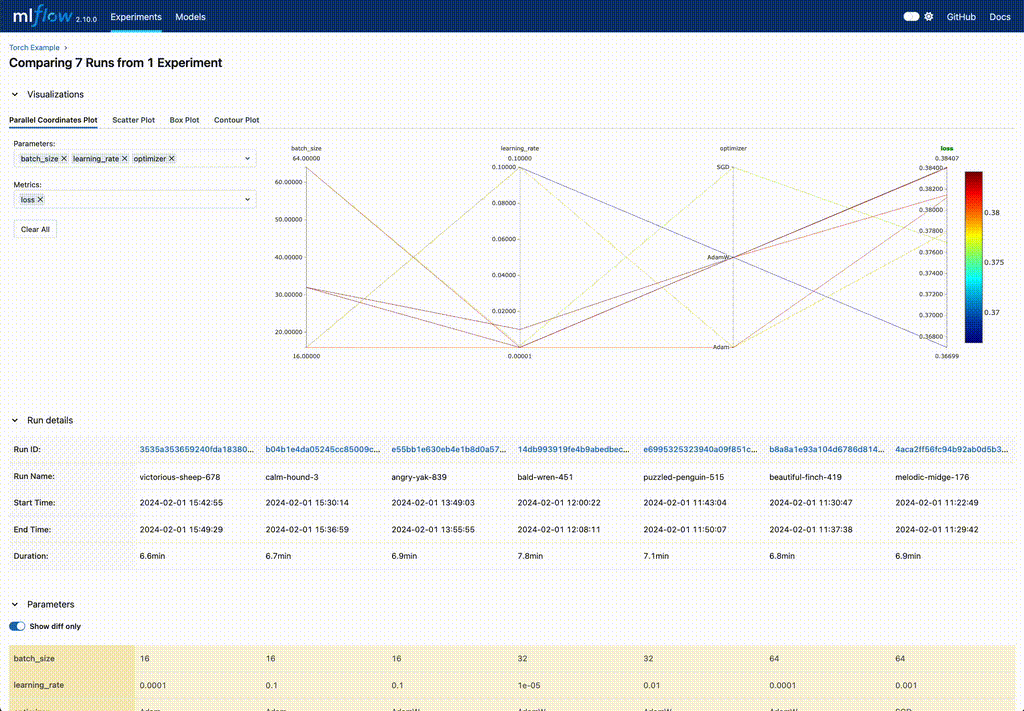 mlflow 2.10.0 Experiments Models GitHub Docs
Torch Example ›
Comparing 7 Runs from 1 Experiment
Visualizations
Parallel Coordinates Plot Scatter Plot Box Plot Contour Plot
Parameters:
batch_size ✕ learning_rate ✕ optimizer ✕
Metrics:
loss ✕
Clear All
batch_size learning_rate optimizer loss
64.00000 0.10000 0.38407
0.10000 SGD 0.38400
60.00000 0.38200
0.08000 0.38
50.00000 0.38000
0.06000 0.37800
40.00000 AdamW 0.37600 0.375
0.04000 0.37400
30.00000 0.37200
0.02000 0.37
0.37000
20.00000 0.36800
Adam
16.00000 0.00001 0.36699
Run details
Run ID: 3535a353659240fda18380... b04b1e4da05245cc85009c... e55bb1e630eb4e1b8d0a57... 14db993919fe4b9abedbec... e6995325323940a09f851c... b8a8a1e93a104d6786d814... 4aca2ff56fc94b92ab0d5b3...
Run Name: victorious-sheep-678 calm-hound-3 angry-yak-839 bald-wren-451 puzzled-penguin-515 beautiful-finch-419 melodic-midge-176
Start Time: 2024-02-01 15:42:55 2024-02-01 15:30:14 2024-02-01 13:49:03 2024-02-01 12:00:22 2024-02-01 11:43:04 2024-02-01 11:30:47 2024-02-01 11:22:49
End Time: 2024-02-01 15:49:29 2024-02-01 15:36:59 2024-02-01 13:55:55 2024-02-01 12:08:11 2024-02-01 11:50:07 2024-02-01 11:37:38 2024-02-01 11:29:42
Duration: 6.6min 6.7min 6.9min 7.8min 7.1min 6.8min 6.9min
Parameters
Show diff only
batch_size 16 16 16 32 32 64 64
learning_rate 0.0001 0.1 0.1 1e-05 0.01 0.0001 0.001